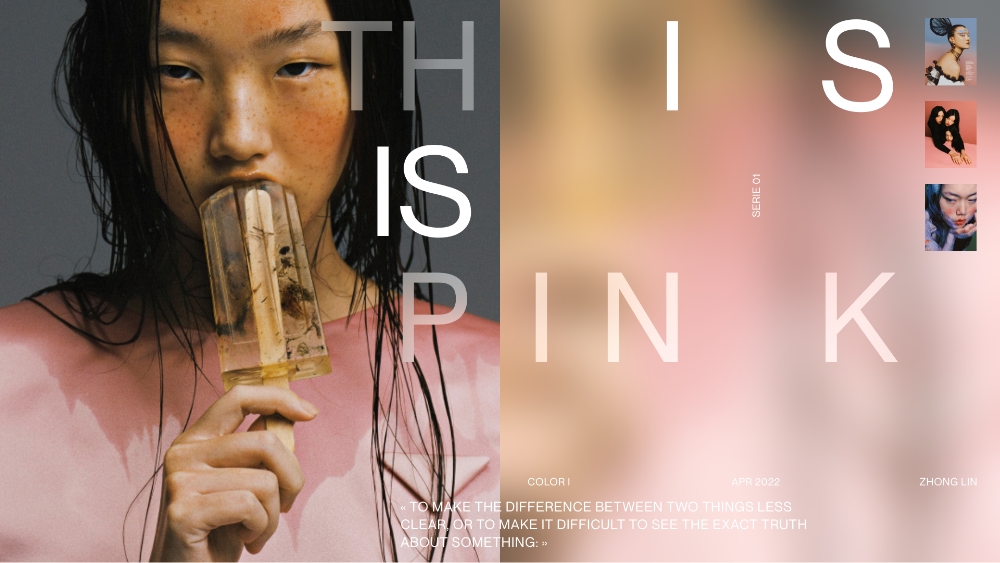 TH I S
IS
SERIE 01
P I N K
COLOR I
APR 2022
ZHONG LIN
« TO MAKE THE DIFFERENCE BETWEEN TWO THINGS LESS
CLEAR, OR TO MAKE IT DIFFICULT TO SEE THE EXACT TRUTH
ABOUT SOMETHING: »